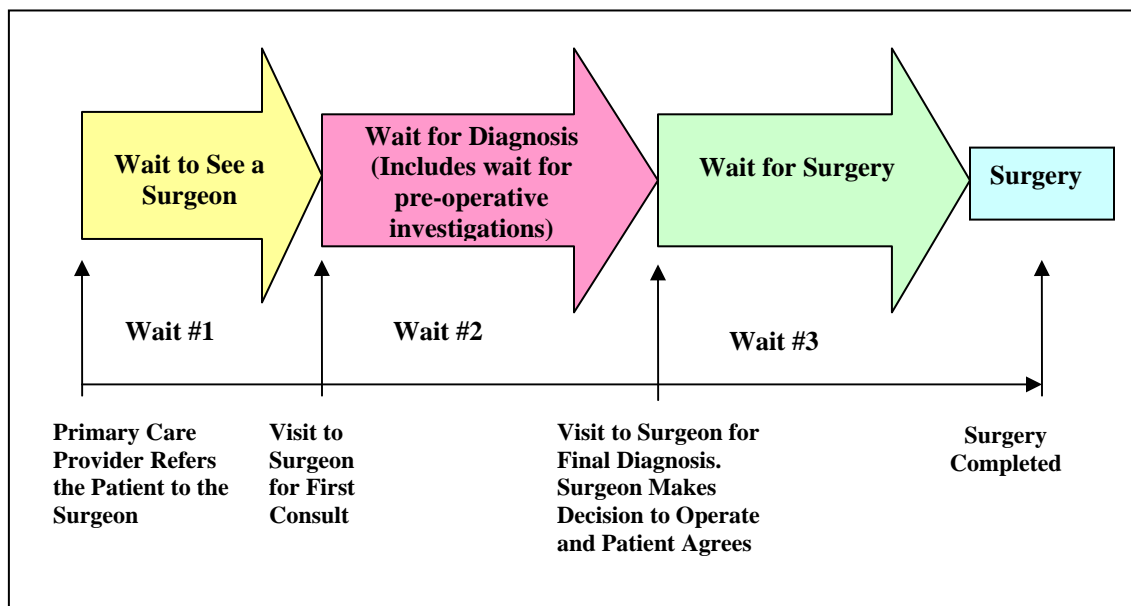 Wait to See a
Surgeon
Wait for Diagnosis
(Includes wait for
pre-operative
investigations)
Wait for Surgery
Surgery
Wait #1
Wait #2
Wait #3
Primary Care
Provider Refers
the Patient to the
Surgeon
Visit to
Surgeon
for First
Consult
Visit to Surgeon for
Final Diagnosis.
Surgeon Makes
Decision to Operate
and Patient Agrees
Surgery
Completed